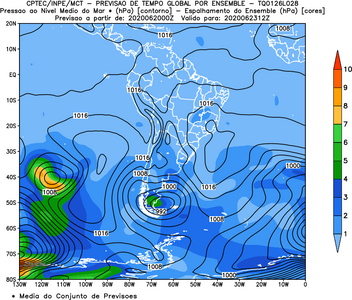 CPTEC/INPE/MCT - PREVISAO DE TEMPO GLOBAL POR ENSEMBLE - TQ0126L028
Pressao ao Nivel Medio do Mar * (hPa) [contorno] - Espalhamento do Ensemble (hPa) [cores]
Previsao a partir de: 2020062000Z Valido para: 2020062312Z
20N
10N
EQ
10S
20S
30S
40S
50S
60S
70S
80S
130W 120W 110W 100W 90W 80W 70W 60W 50W 40W 30W 20W 10W 0
1008
1016
1016
1016
1016
1016
1008
1000
1000
1008
1016
992
1008
1016
1008
1000
10
9
8
7
6
5
4
3
2
1
* Media do Conjunto de Previsoes